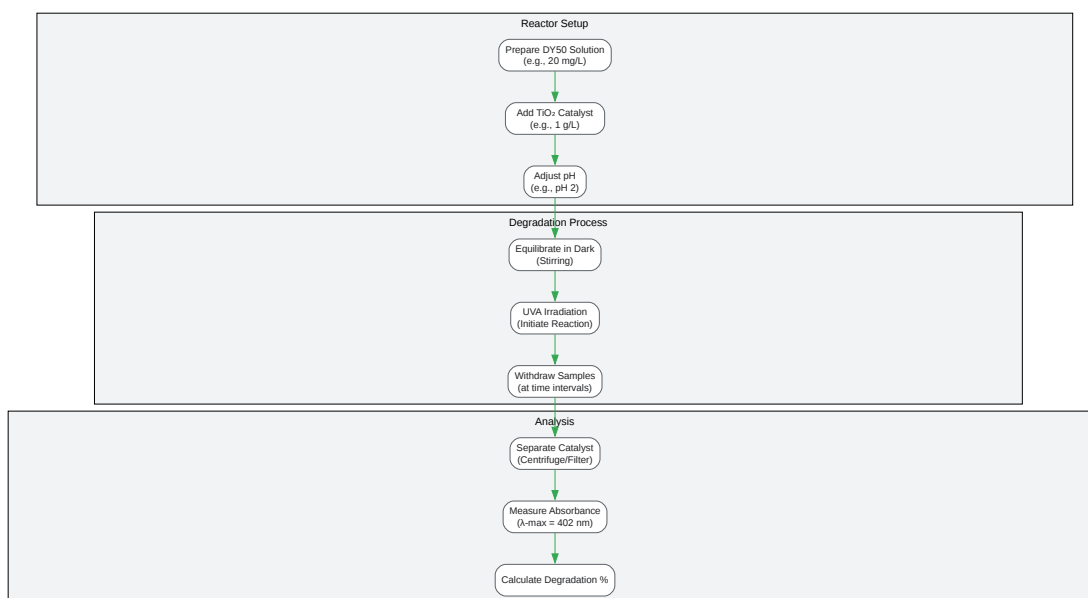 Reactor Setup
Prepare DY50 Solution
(e.g., 20 mg/L)
Add TiO₂ Catalyst
(e.g., 1 g/L)
Adjust pH
(e.g., pH 2)
Degradation Process
Equilibrate in Dark
(Stirring)
UVA Irradiation
(Initiate Reaction)
Withdraw Samples
(at time intervals)
Analysis
Separate Catalyst
(Centrifuge/Filter)
Measure Absorbance
(λ-max = 402 nm)
Calculate Degradation %